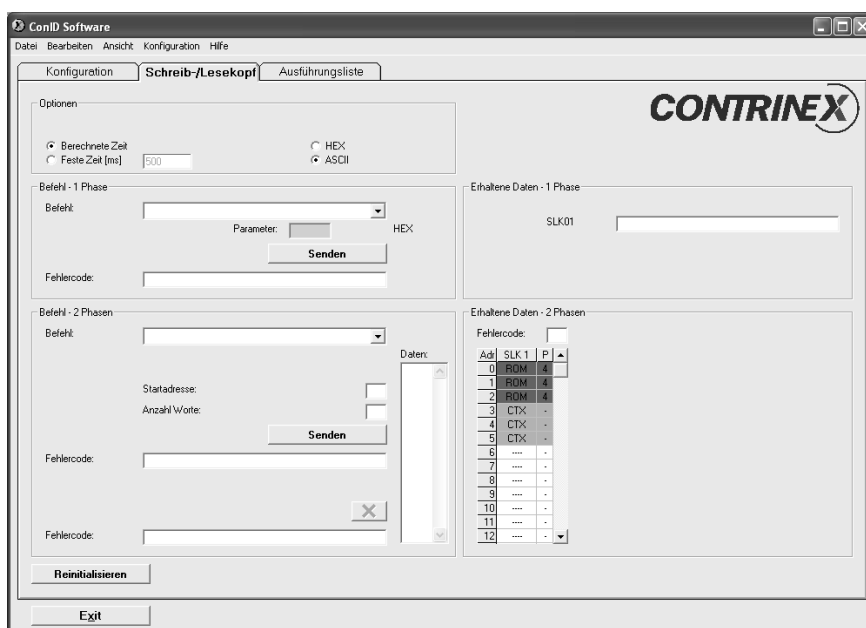 ConID Software
Datei Bearbeiten Ansicht Konfiguration Hilfe
Konfiguration Schreib-/Lesekopf Ausführungsliste
CONTRINEX
Optionen
Berechnete Zeit HEX
Feste Zeit [ms] 500 ASCII
Befehl - 1 Phase
Befehl:
Parameter: HEX
Senden
Fehlercode:
Erhaltene Daten - 1 Phase
SLK01
Befehl - 2 Phasen
Befehl:
Daten:
Startadresse:
Anzahl Worte:
Senden
Fehlercode:
Fehlercode:
Erhaltene Daten - 2 Phasen
Fehlercode:
Adr SLK 1 P
0 ROM 4
1 ROM 4
2 ROM 4
3 CTX -
4 CTX -
5 CTX -
6 ---- -
7 ---- -
8 ---- -
9 ---- -
10 ---- -
11 ---- -
12 ---- -
Reinitialisieren
Exit